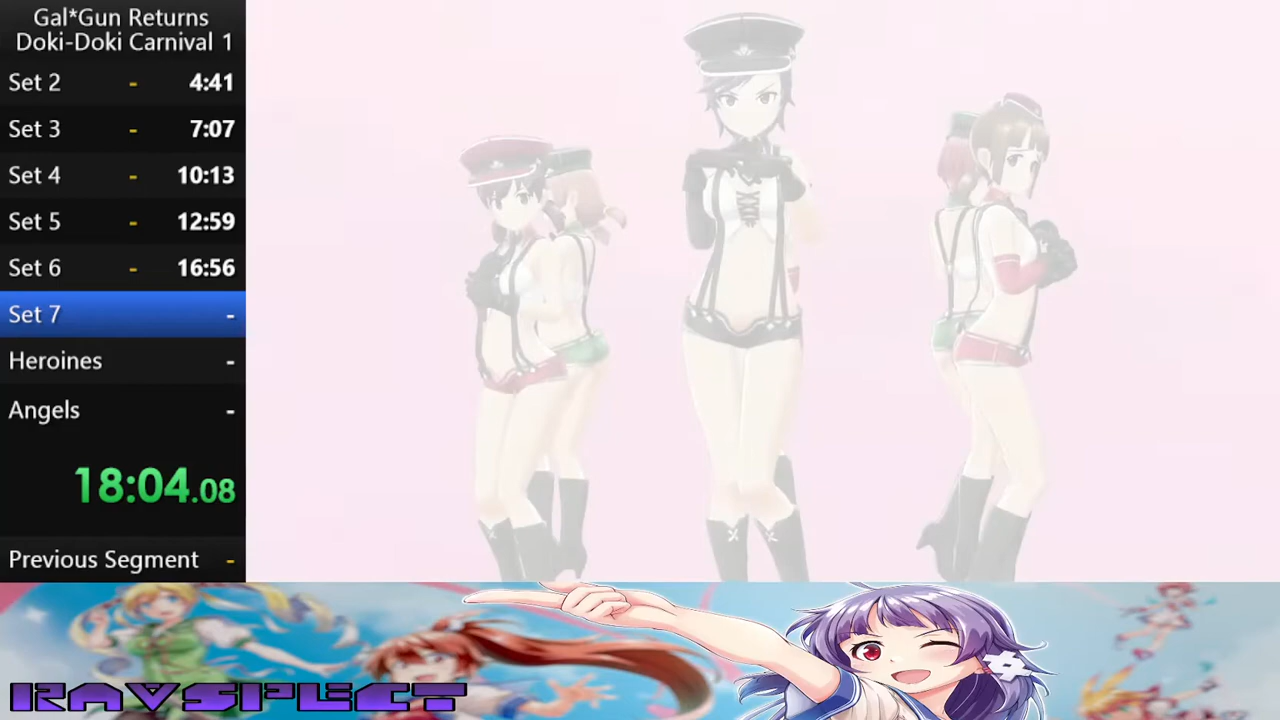 Gal*Gun Returns
Doki-Doki Carnival 1
Set 2 - 4:41
Set 3 - 7:07
Set 4 - 10:13
Set 5 - 12:59
Set 6 - 16:56
Set 7 -
Heroines -
Angels -
18:04.08
Previous Segment -
RAVSPLECT